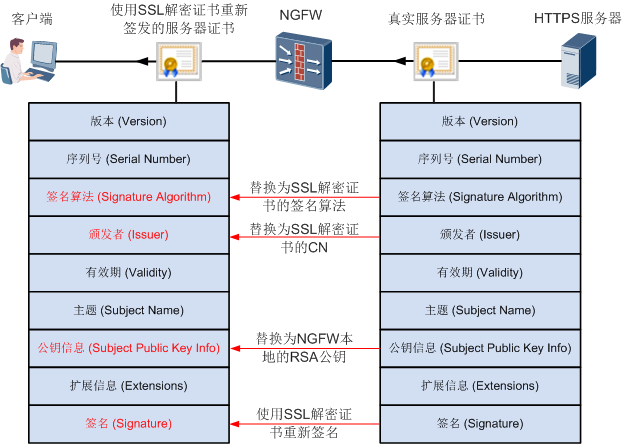 客户端
使用SSL解密证书重新
签发的服务器证书
NGFW
真实服务器证书
HTTPS服务器
版本 (Version)
序列号 (Serial Number)
签名算法 (Signature Algorithm)
颁发者 (Issuer)
有效期 (Validity)
主题 (Subject Name)
公钥信息 (Subject Public Key Info)
扩展信息 (Extensions)
签名 (Signature)
替换为SSL解密证
书的签名算法
替换为SSL解密证
书的CN
替换为NGFW本
地的RSA公钥
使用SSL解密证
书重新签名
版本 (Version)
序列号 (Serial Number)
签名算法 (Signature Algorithm)
颁发者 (Issuer)
有效期 (Validity)
主题 (Subject Name)
公钥信息 (Subject Public Key Info)
扩展信息 (Extensions)
签名 (Signature)